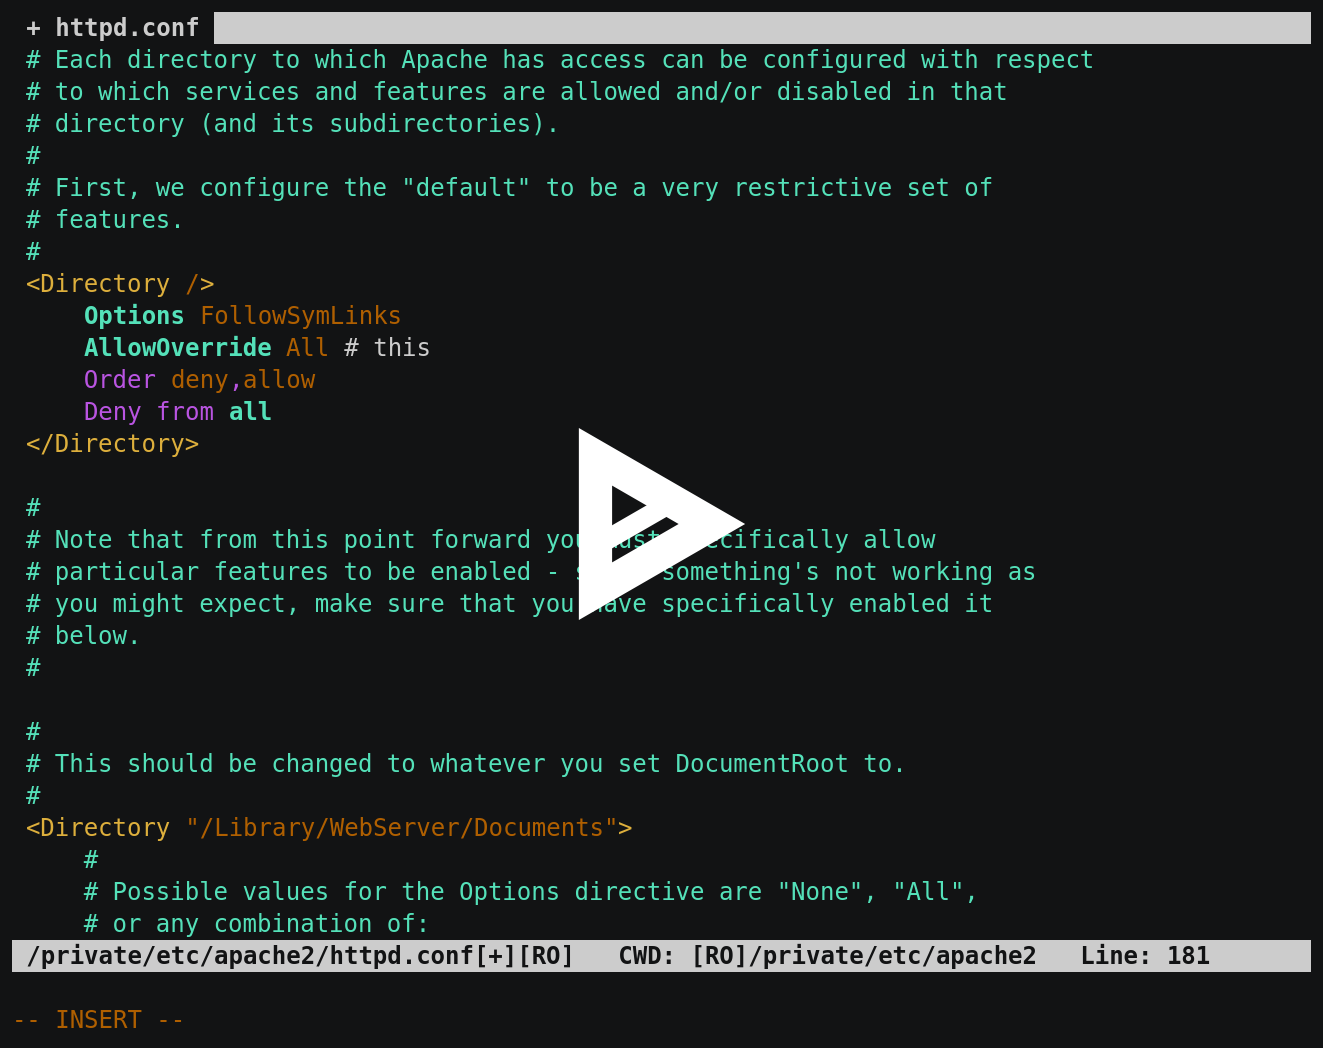 + httpd.conf
# Each directory to which Apache has access can be configured with respect
# to which services and features are allowed and/or disabled in that
# directory (and its subdirectories).
#
# First, we configure the "default" to be a very restrictive set of
# features.
#
<Directory />
    Options FollowSymLinks
    AllowOverride All # this
    Order deny,allow
    Deny from all
</Directory>

#
# Note that from this point forward you must specifically allow
# particular features to be enabled - something's not working as
# you might expect, make sure that you have specifically enabled it
# below.
#

#
# This should be changed to whatever you set DocumentRoot to.
#
<Directory "/Library/WebServer/Documents">
    #
    # Possible values for the Options directive are "None", "All",
    # or any combination of:
/private/etc/apache2/httpd.conf[+][RO]   CWD: [RO]/private/etc/apache2   Line: 181
-- INSERT --